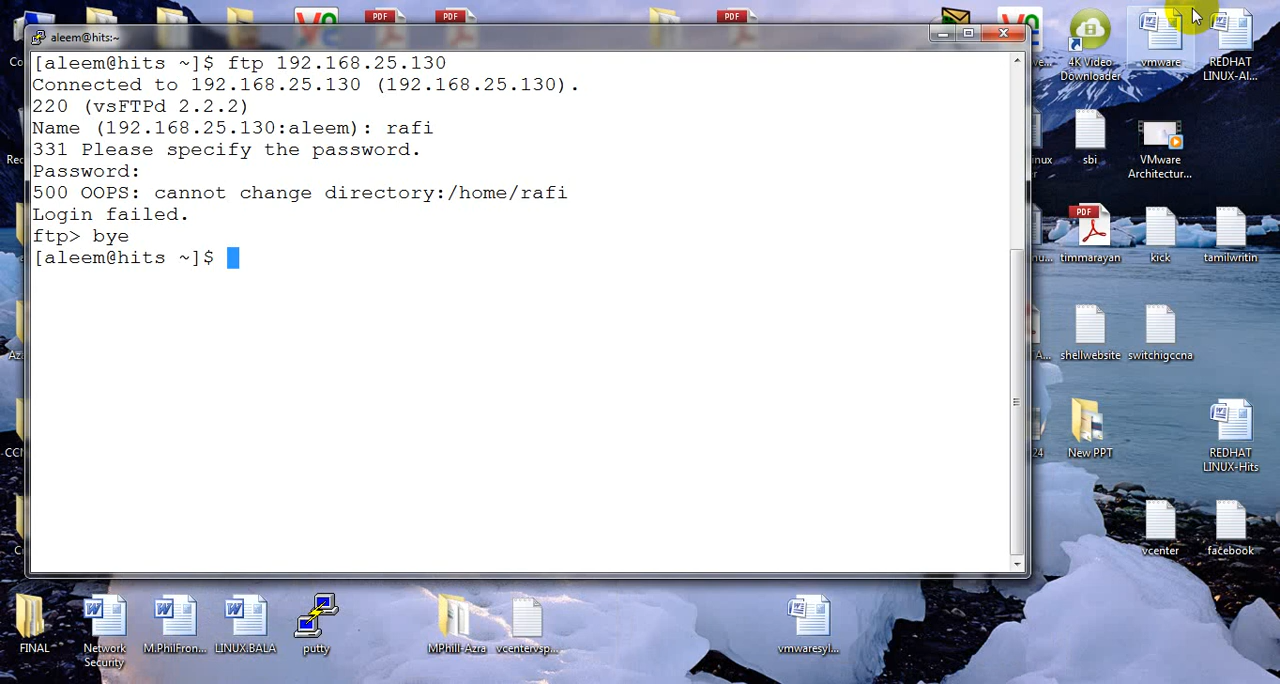 aleem@hits:~
[aleem@hits ~]$ ftp 192.168.25.130
Connected to 192.168.25.130 (192.168.25.130).
220 (vsFTPd 2.2.2)
Name (192.168.25.130:aleem): rafi
331 Please specify the password.
Password:
500 OOPS: cannot change directory:/home/rafi
Login failed.
ftp> bye
[aleem@hits ~]$
PDF
PDF
PDF
4K Video
Downloader
vmware
REDHAT
LINUX-Al...
sbi
VMware
Architectur...
PDF
timmarayan
kick
tamilwritin
shellwebsite
switchigccna
New PPT
REDHAT
LINUX-Hits
vcenter
facebook
FINAL
Network
Security
M.PhilFron...
LINUX.BALA
putty
MPhill-Azra
vcentervsp...
vmwaresyl...